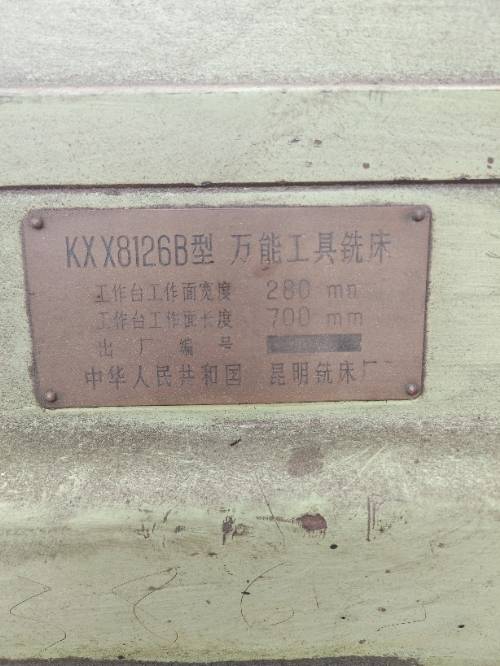 KXX8126B型 万能工具铣床
工作台工作面宽度 280 mm
工作台工作面长度 700 mm
出厂编号
中华人民共和国 昆明铣床厂